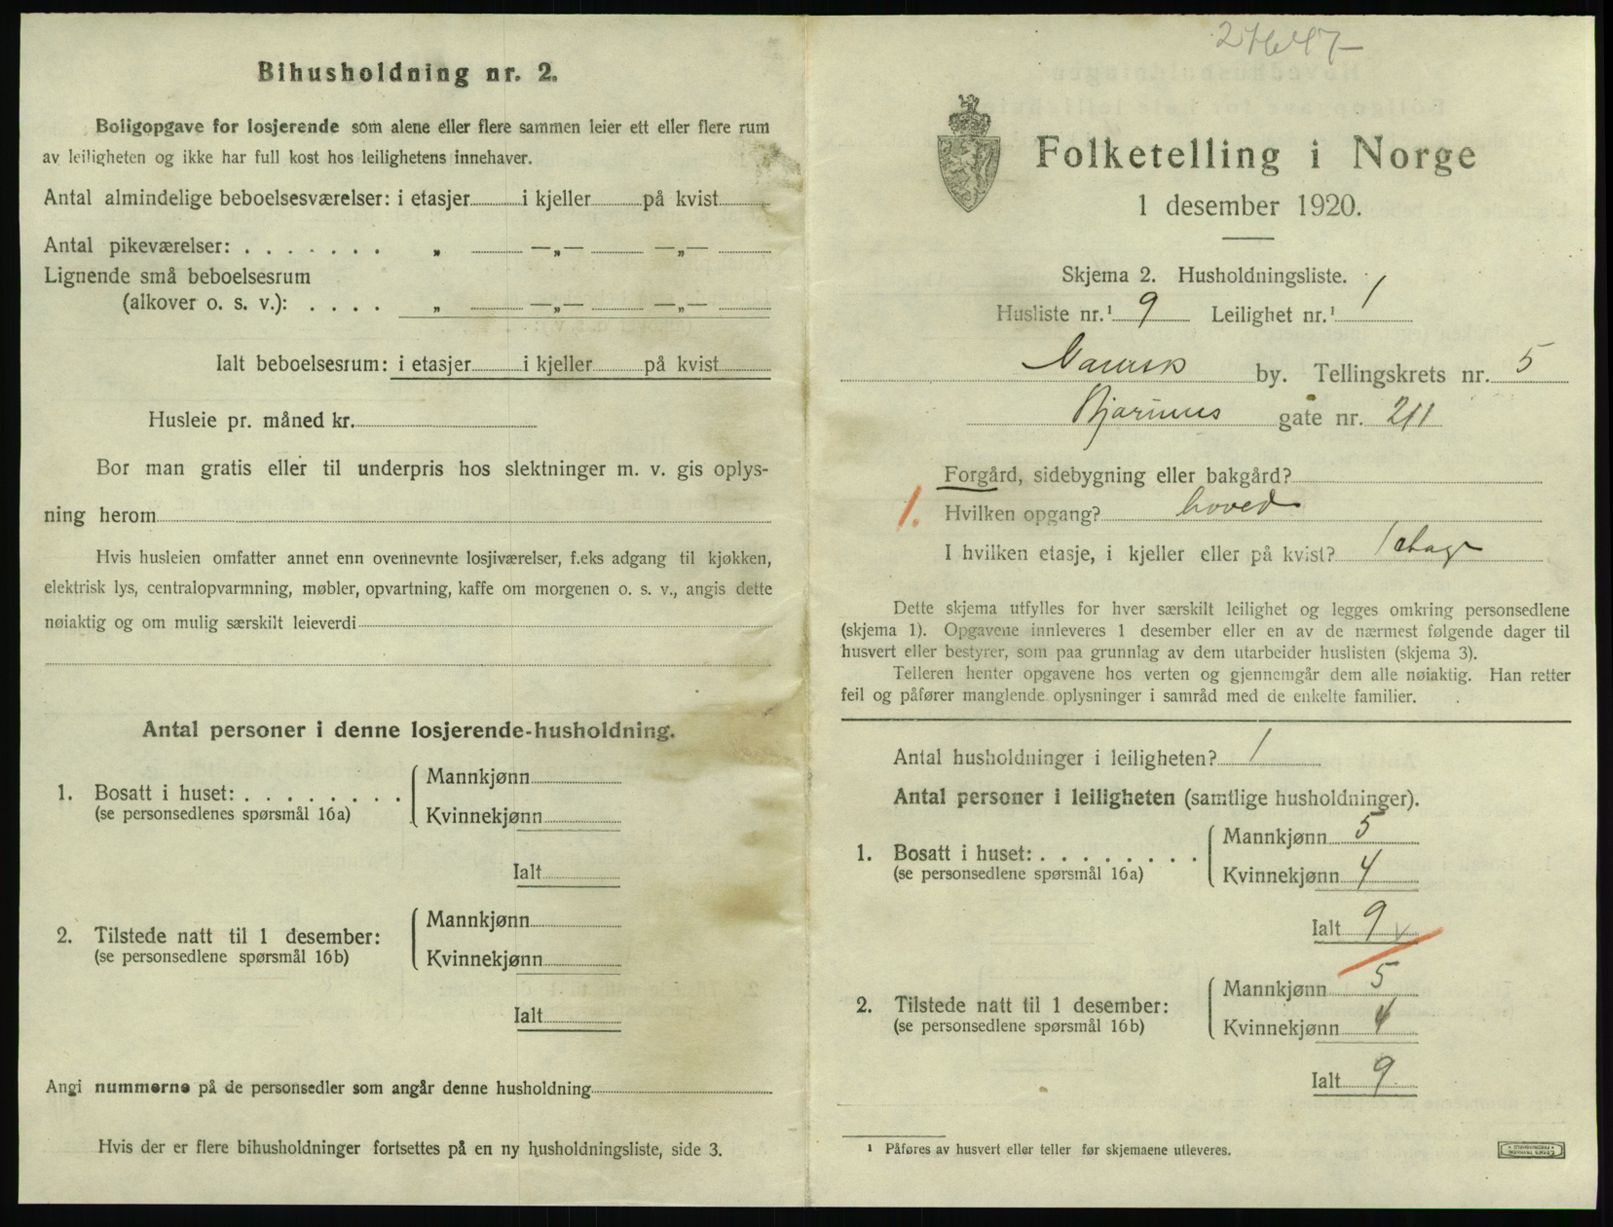 Bihusholdning nr. 2.
Boligopgave for losjerende som alene eller flere sammen leier ett eller flere rum
av leiligheten og ikke har full kost hos leilighetens innehaver.
Antal almindelige beboelsesværelser: i etasjer i kjeller på kvist
Antal pikeværelser: . . . . . . . „ —„— —„—
Lignende små beboelsesrum
(alkover o. s. v.): . . . . „ —„— —„—
Ialt beboelsesrum: i etasjer i kjeller på kvist
Husleie pr. måned kr.
Bor man gratis eller til underpris hos slektninger m. v. gis oplys-
ning herom
Hvis husleien omfatter annet enn ovennevnte losjiværelser, f.eks adgang til kjøkken,
elektrisk lys, centralopvarmning, møbler, opvartning, kaffe om morgenen o. s. v., angis dette
nøiaktig og om mulig særskilt leieverdi
Antal personer i denne losjerende-husholdning.
1. Bosatt i huset: . . . . . . . .
(se personsedlenes spørsmål 16a)
Mannkjønn
Kvinnekjønn
Ialt
2. Tilstede natt til 1 desember:
(se personsedlene spørsmål 16b)
Mannkjønn
Kvinnekjønn
Ialt
Angi nummerne på de personsedler som angår denne husholdning
Hvis der er flere bihusholdninger fortsettes på en ny husholdningsliste, side 3.
Folketelling i Norge
1 desember 1920.
Skjema 2. Husholdningsliste.
Husliste nr.¹ 9 Leilighet nr.¹ 1
by. Tellingskrets nr. 5
gate nr. 211
Forgård, sidebygning eller bakgård?
1. Hvilken opgang? hoved
I hvilken etasje, i kjeller eller på kvist? 1 etage
Dette skjema utfylles for hver særskilt leilighet og legges omkring personsedlene
(skjema 1). Opgavene innleveres 1 desember eller en av de nærmest følgende dager til
husvert eller bestyrer, som paa grunnlag av dem utarbeider huslisten (skjema 3).
Telleren henter opgavene hos verten og gjennemgår dem alle nøiaktig. Han retter
feil og påfører manglende oplysninger i samråd med de enkelte familier.
Antal husholdninger i leiligheten? 1
Antal personer i leiligheten (samtlige husholdninger).
1. Bosatt i huset: . . . . . . . .
(se personsedlene spørsmål 16a)
Mannkjønn 5
Kvinnekjønn 4
Ialt 9
2. Tilstede natt til 1 desember:
(se personsedlene spørsmål 16b)
Mannkjønn 5
Kvinnekjønn 4
Ialt 9
¹ Påføres av husvert eller teller før skjemaene utleveres.